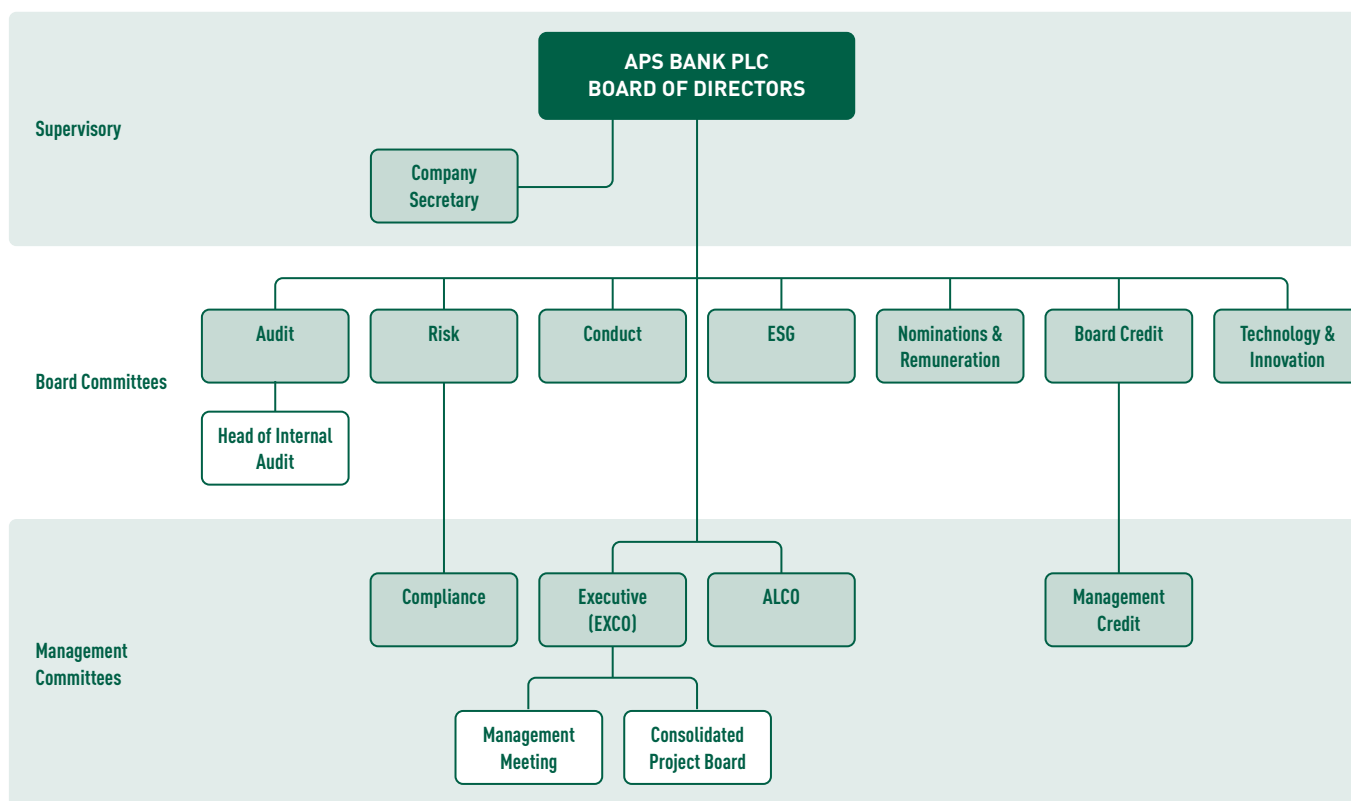 APS BANK PLC
BOARD OF DIRECTORS
Supervisory
Company
Secretary
Audit
Risk
Conduct
ESG
Nominations &
Remuneration
Board Credit
Technology &
Innovation
Board Committees
Head of Internal
Audit
Compliance
Executive
(EXCO)
ALCO
Management
Credit
Management
Committees
Management
Meeting
Consolidated
Project Board